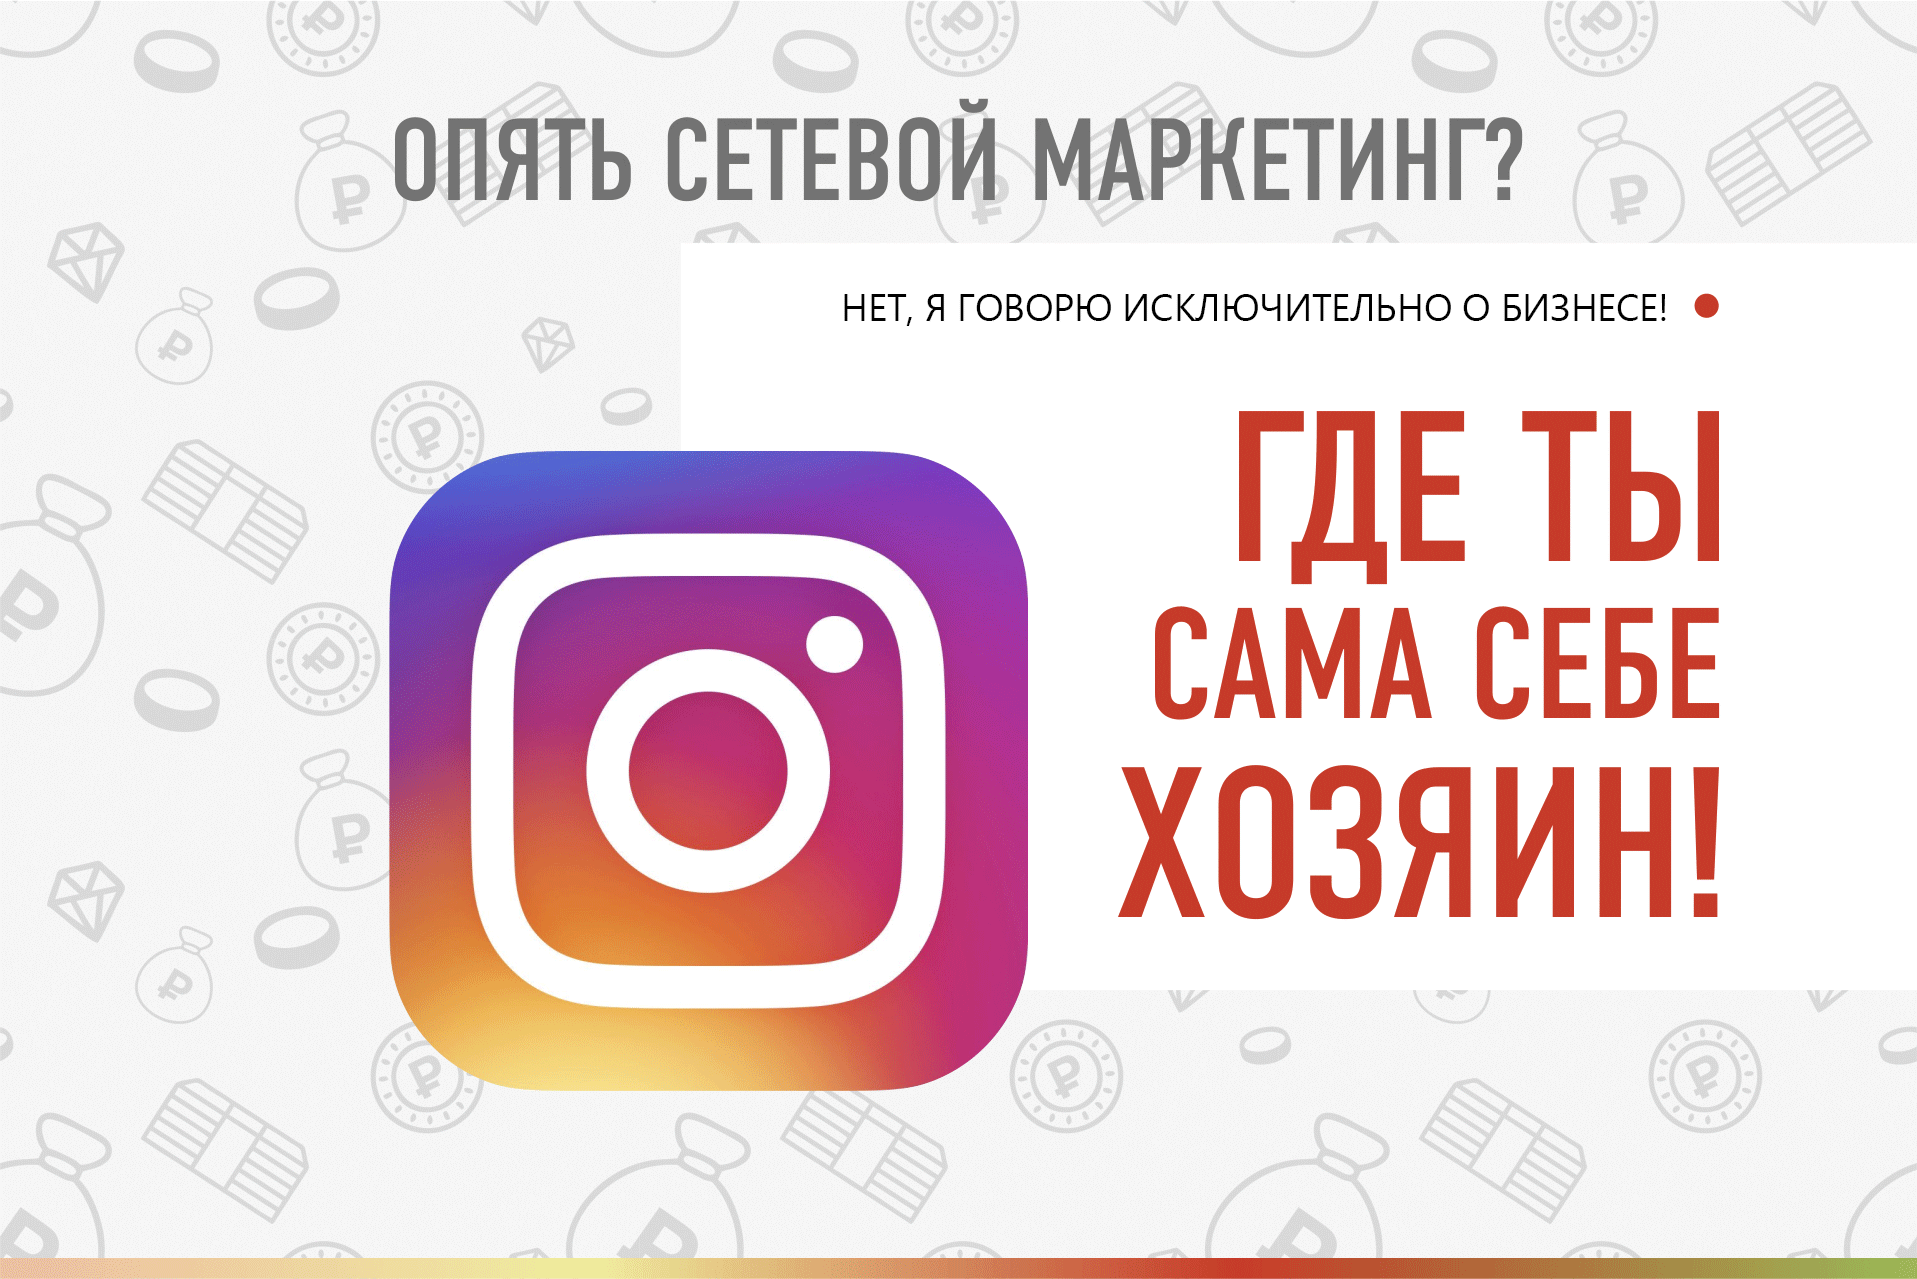 ОПЯТЬ СЕТЕВОЙ МАРКЕТИНГ?
НЕТ, Я ГОВОРЮ ИСКЛЮЧИТЕЛЬНО О БИЗНЕСЕ!
ГДЕ ТЫ
САМА СЕБЕ
ХОЗЯИН!